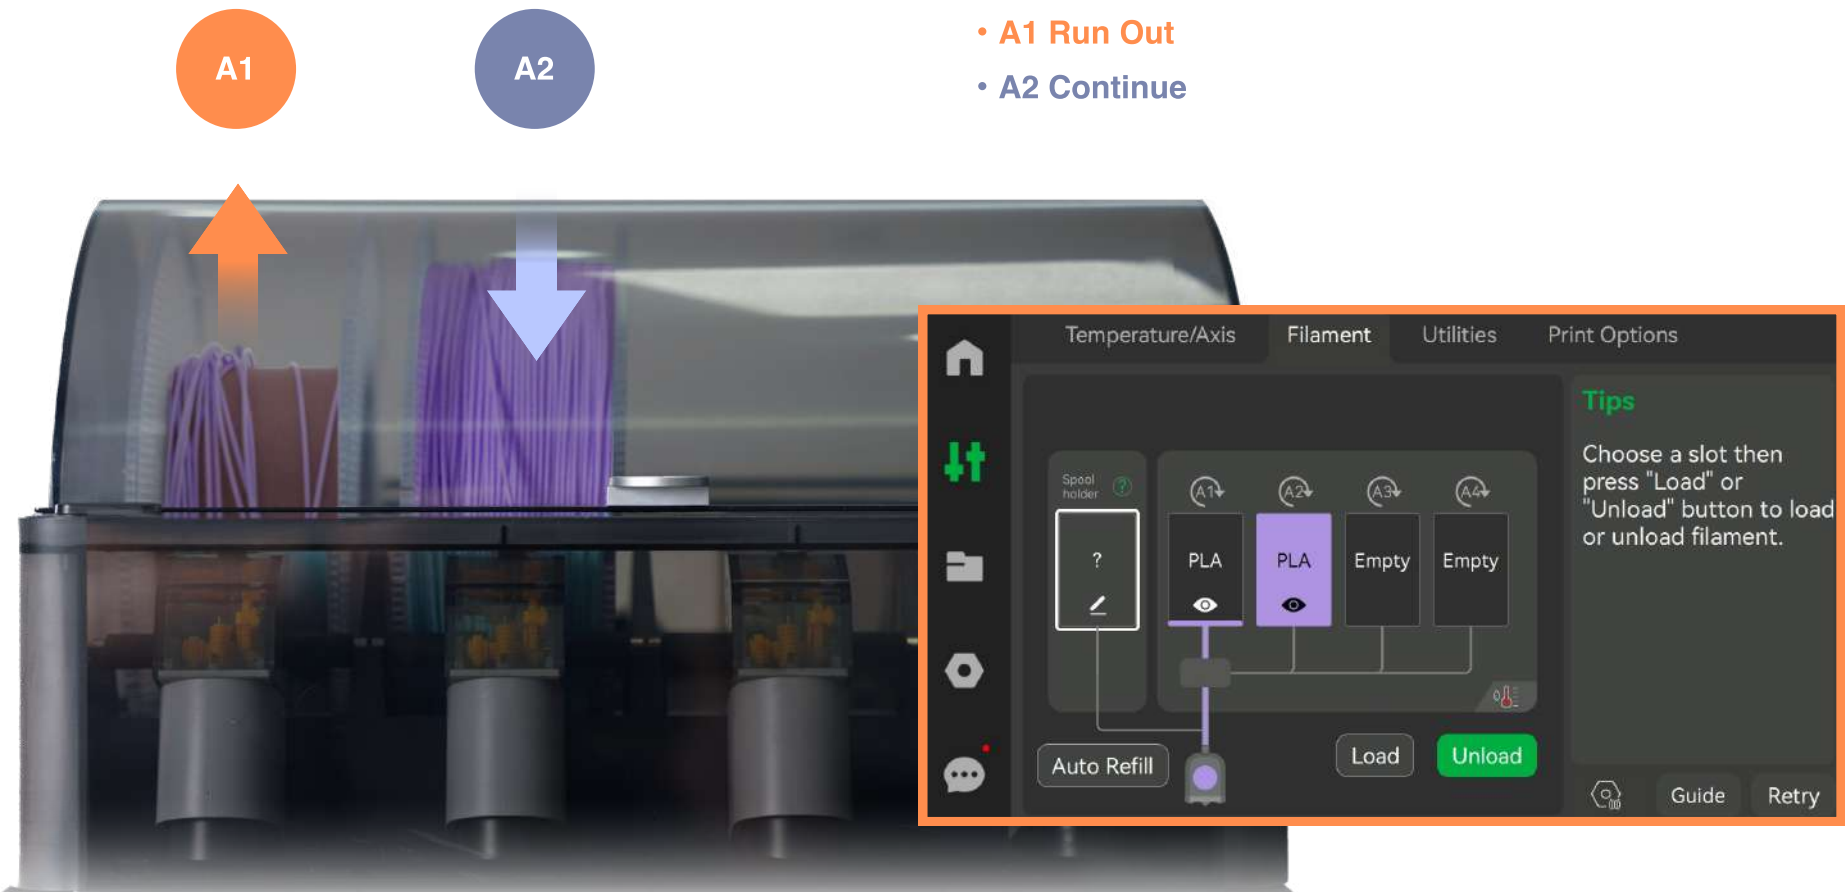 A1
A2
• A1 Run Out
• A2 Continue
Temperature/Axis
Filament
Utilities
Print Options
Spool
holder
?
A1
A2
A3
A4
?
PLA
PLA
Empty
Empty
Auto Refill
Load
Unload
Tips
Choose a slot then
press "Load" or
"Unload" button to load
or unload filament.
Guide
Retry